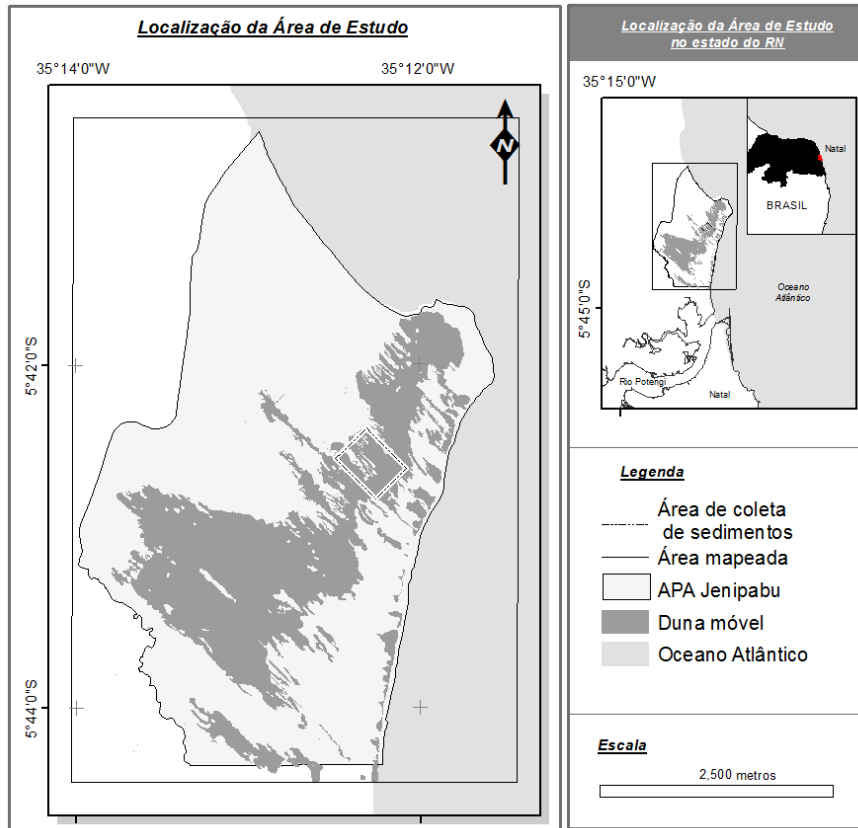 Localização da Área de Estudo
35°14'0"W
35°12'0"W
N
5°42'0"S
5°44'0"S
Localização da Área de Estudo
no estado do RN
35°15'0"W
Natal
BRASIL
Oceano
Atlântico
5°45'0"S
Rio Potengi
Natal
Legenda
Área de coleta
de sedimentos
Área mapeada
APA Jenipabu
Duna móvel
Oceano Atlântico
Escala
2,500 metros